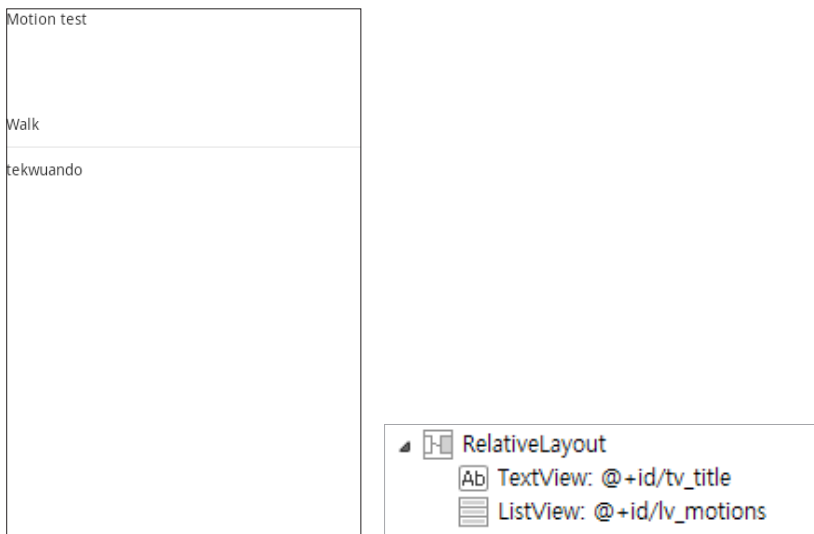 Motion test
Walk
tekwuando
RelativeLayout
Ab TextView: @+id/tv_title
ListView: @+id/lv_motions